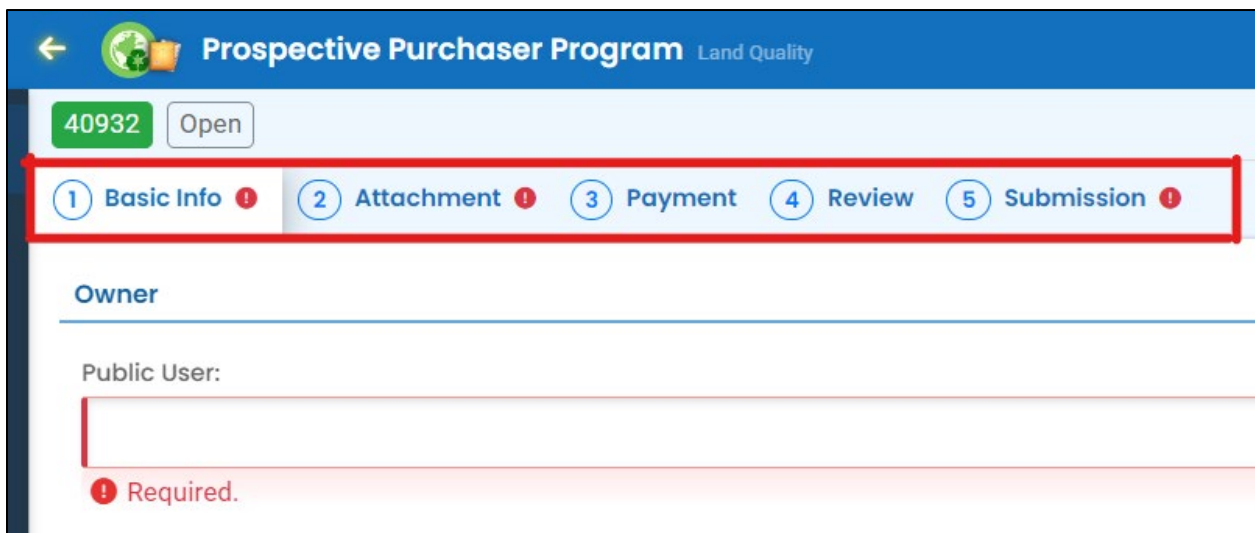 Prospective Purchaser Program Land Quality
40932 Open
1 Basic Info 2 Attachment 3 Payment 4 Review 5 Submission
Owner
Public User:
Required.